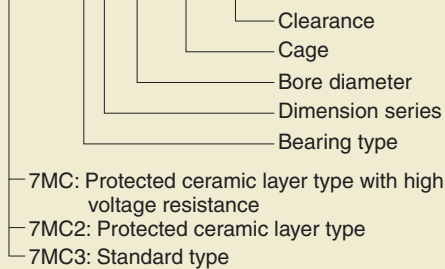 Clearance
Cage
Bore diameter
Dimension series
Bearing type
7MC: Protected ceramic layer type with high
voltage resistance
7MC2: Protected ceramic layer type
7MC3: Standard type